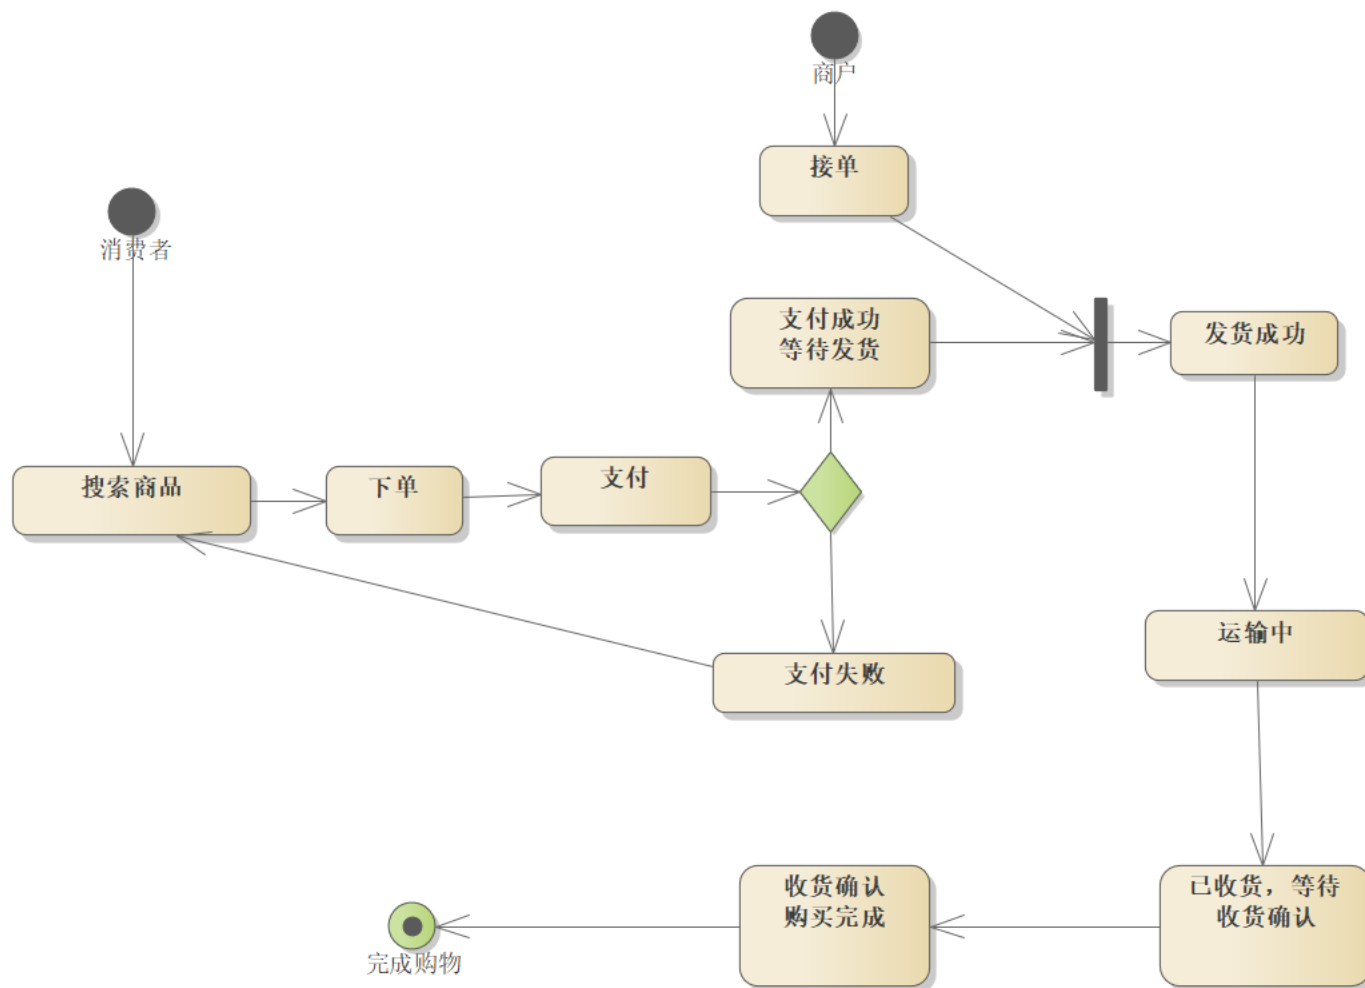 商户
接单
消费者
支付成功
等待发货
发货成功
搜索商品
下单
支付
运输中
支付失败
收货确认
购买完成
已收货，等待
收货确认
完成购物